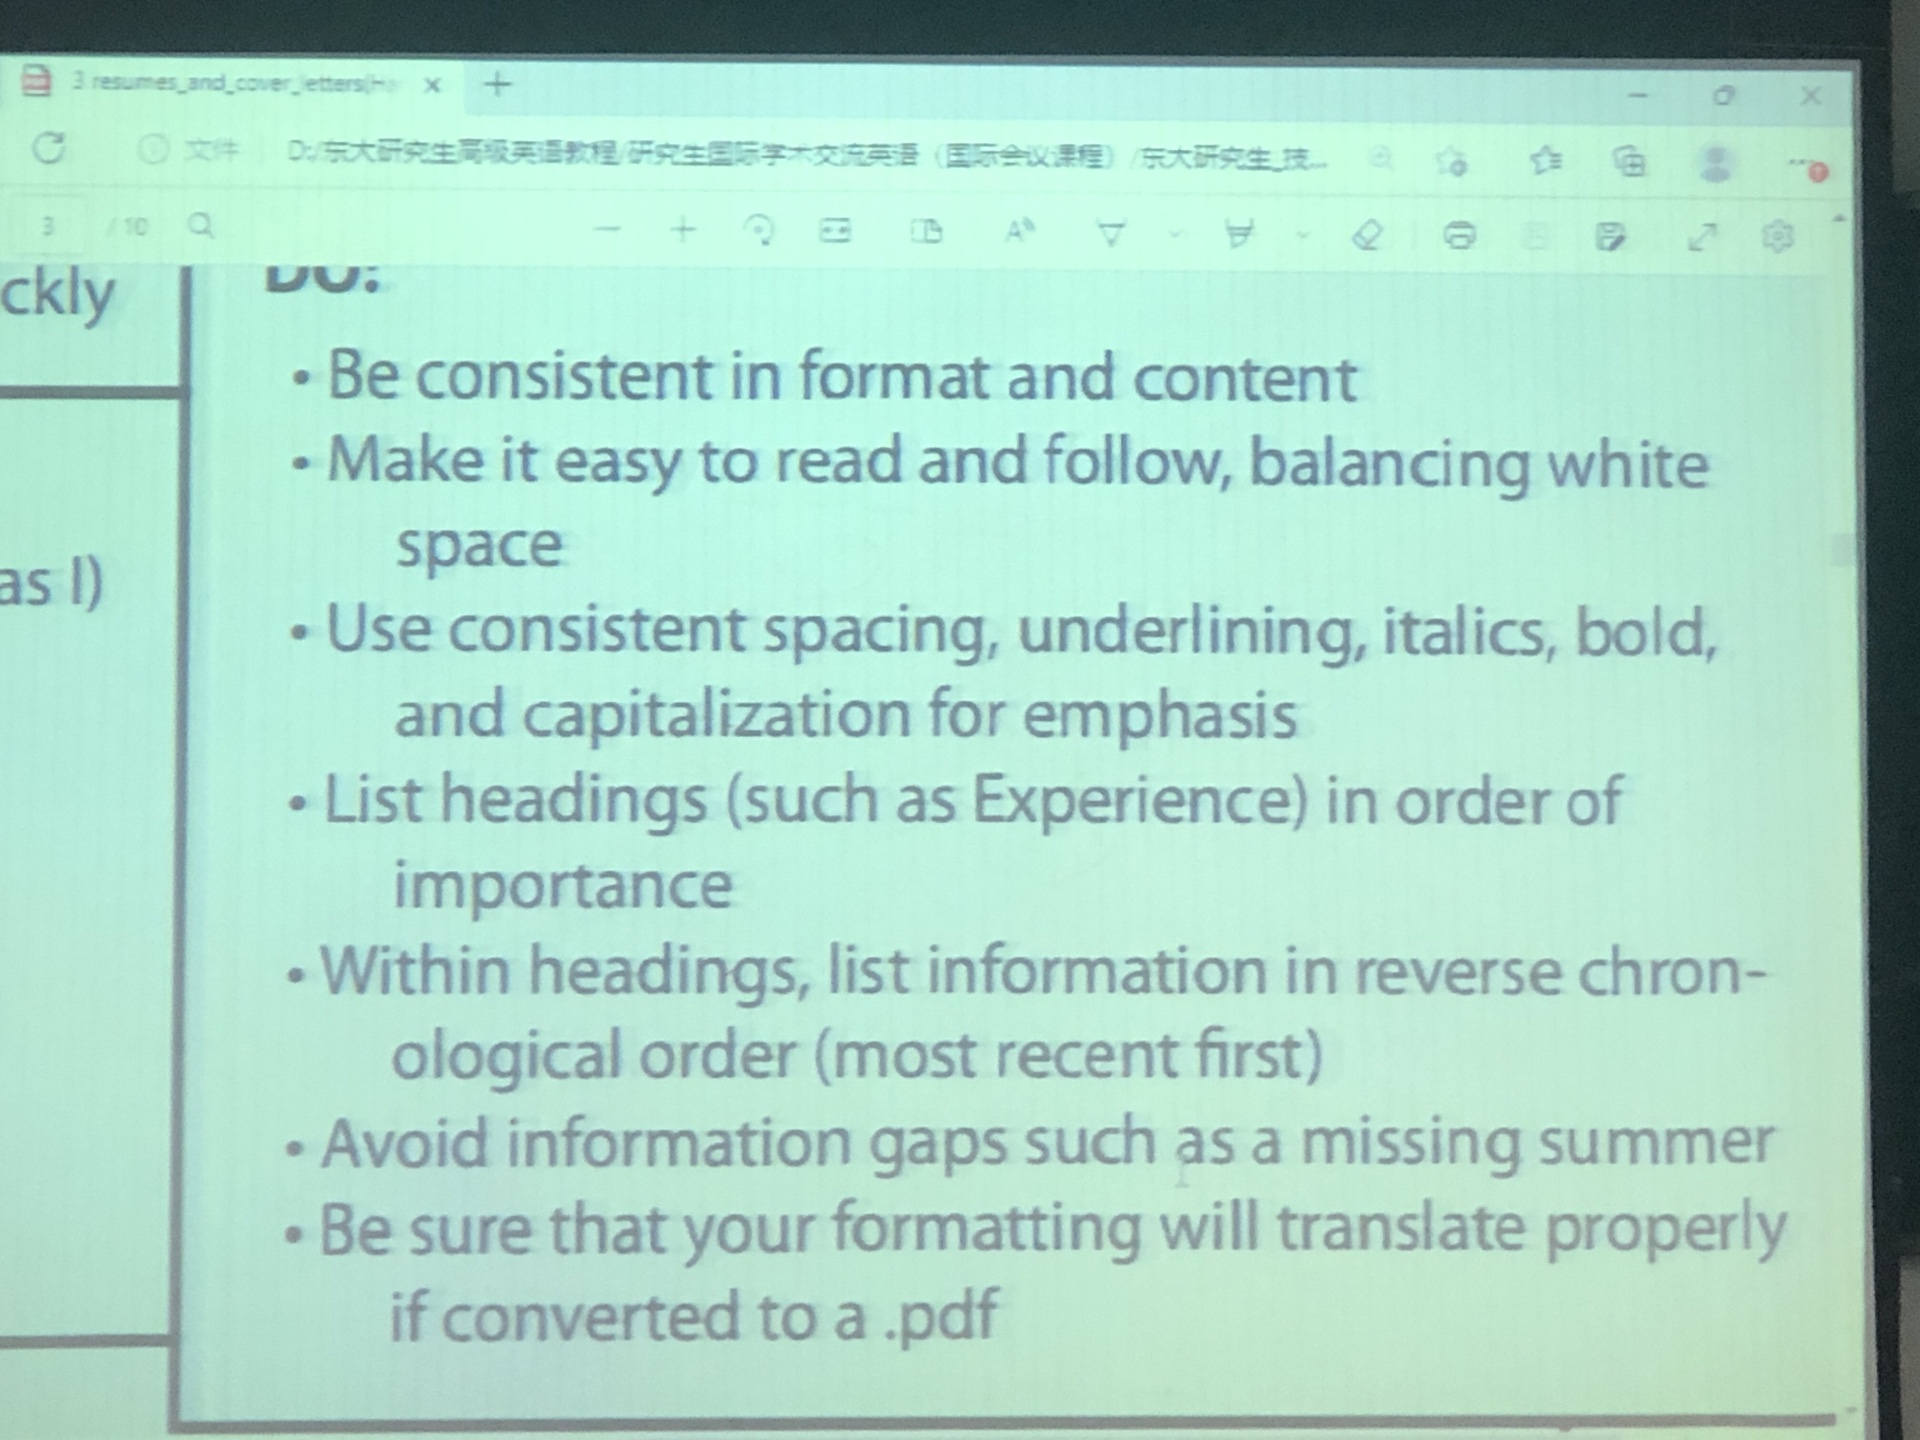 3 resumes_and_cover_letters(Ha
文件
D:/东大研究生高级英语教程/研究生国际学术交流英语（国际会议课程）/东大研究生_技...
3 / 10
ckly
as I)
DO:
• Be consistent in format and content
• Make it easy to read and follow, balancing white
space
• Use consistent spacing, underlining, italics, bold,
and capitalization for emphasis
• List headings (such as Experience) in order of
importance
• Within headings, list information in reverse chron-
ological order (most recent first)
• Avoid information gaps such as a missing summer
• Be sure that your formatting will translate properly
if converted to a .pdf